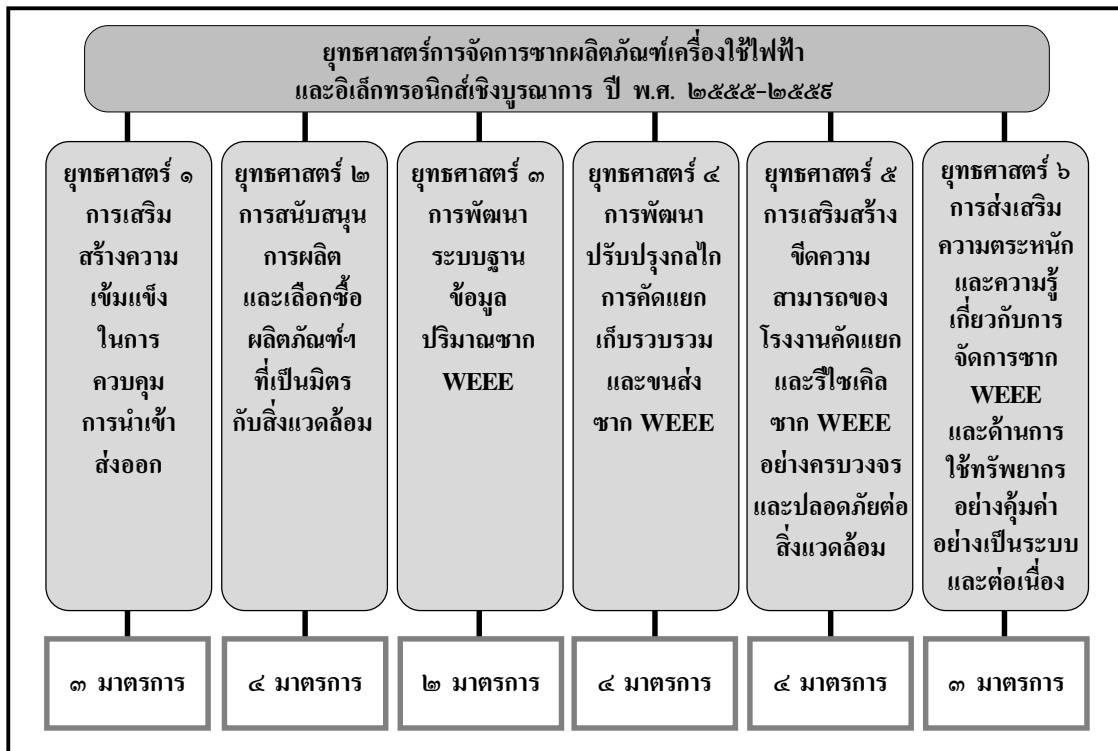 ยุทธศาสตร์การจัดการซากผลิตภัณฑ์เครื่องใช้ไฟฟ้า
และอิเล็กทรอนิกส์เชิงบูรณาการ ปี พ.ศ. ๒๕๕๕-๒๕๕๙
ยุทธศาสตร์ ๑
การเสริม
สร้างความ
เข้มแข็ง
ในการ
ควบคุม
การนำเข้า
ส่งออก
๓ มาตรการ
ยุทธศาสตร์ ๒
การสนับสนุน
การผลิต
และเลือกซื้อ
ผลิตภัณฑ์ฯ
ที่เป็นมิตร
กับสิ่งแวดล้อม
๔ มาตรการ
ยุทธศาสตร์ ๓
การพัฒนา
ระบบฐาน
ข้อมูล
ปริมาณซาก
WEEE
๒ มาตรการ
ยุทธศาสตร์ ๔
การพัฒนา
ปรับปรุงกลไก
การคัดแยก
เก็บรวบรวม
และขนส่ง
ซาก WEEE
๔ มาตรการ
ยุทธศาสตร์ ๕
การเสริมสร้าง
ขีดความ
สามารถของ
โรงงานคัดแยก
และรีไซเคิล
ซาก WEEE
อย่างครบวงจร
และปลอดภัยต่อ
สิ่งแวดล้อม
๔ มาตรการ
ยุทธศาสตร์ ๖
การส่งเสริม
ความตระหนัก
และความรู้
เกี่ยวกับการ
จัดการซาก
WEEE
และด้านการ
ใช้ทรัพยากร
อย่างคุ้มค่า
อย่างเป็นระบบ
และต่อเนื่อง
๓ มาตรการ